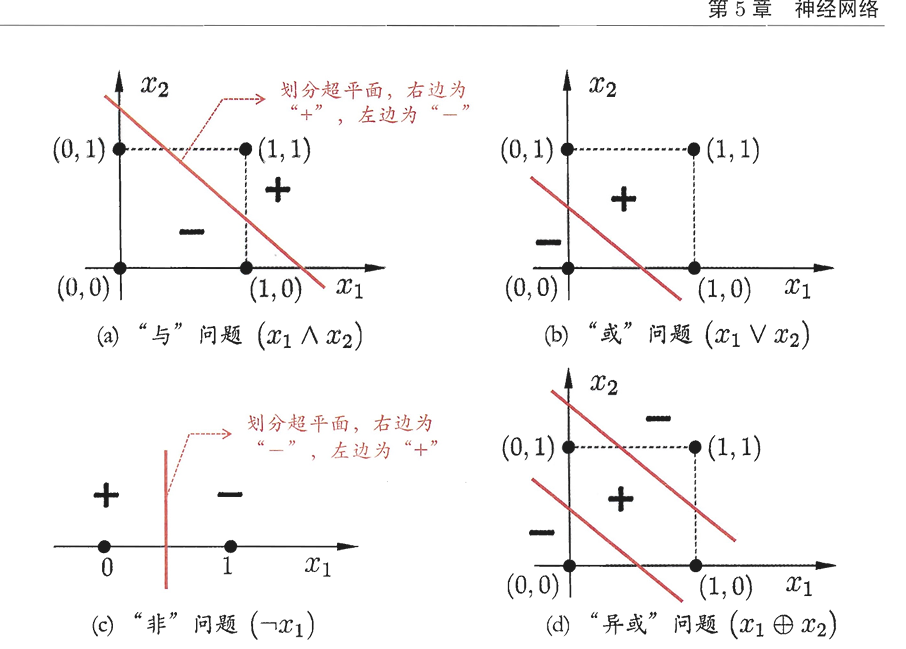 第 5 章 神经网络
x₂
划分超平面，右边为
“+”，左边为“−”
(0,1)
(1,1)
+
−
(0,0)
(1,0)
x₁
(a) “与”问题 (x₁ ∧ x₂)
x₂
(0,1)
(1,1)
+
−
(0,0)
(1,0)
x₁
(b) “或”问题 (x₁ ∨ x₂)
划分超平面，右边为
“−”，左边为“+”
+
−
0
1
x₁
(c) “非”问题 (¬x₁)
x₂
−
(0,1)
(1,1)
+
−
(0,0)
(1,0)
x₁
(d) “异或”问题 (x₁ ⊕ x₂)